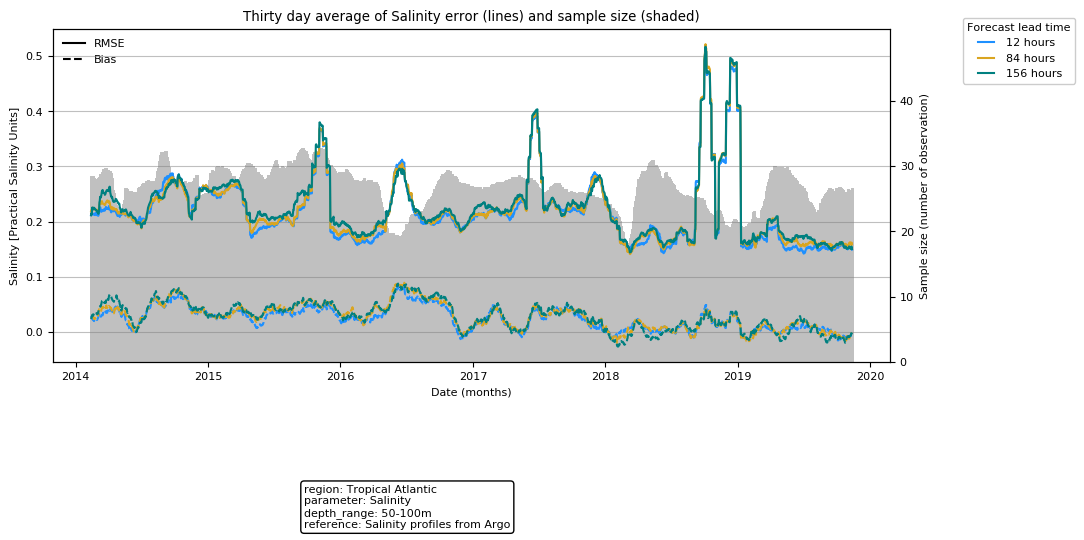 Thirty day average of Salinity error (lines) and sample size (shaded)
RMSE
Bias
Forecast lead time
12 hours
84 hours
156 hours
Salinity [Practical Salinity Units]
0.5
0.4
0.3
0.2
0.1
0.0
Sample size (number of observation)
40
30
20
10
0
2014 2015 2016 2017 2018 2019 2020
Date (months)
region: Tropical Atlantic
parameter: Salinity
depth_range: 50-100m
reference: Salinity profiles from Argo